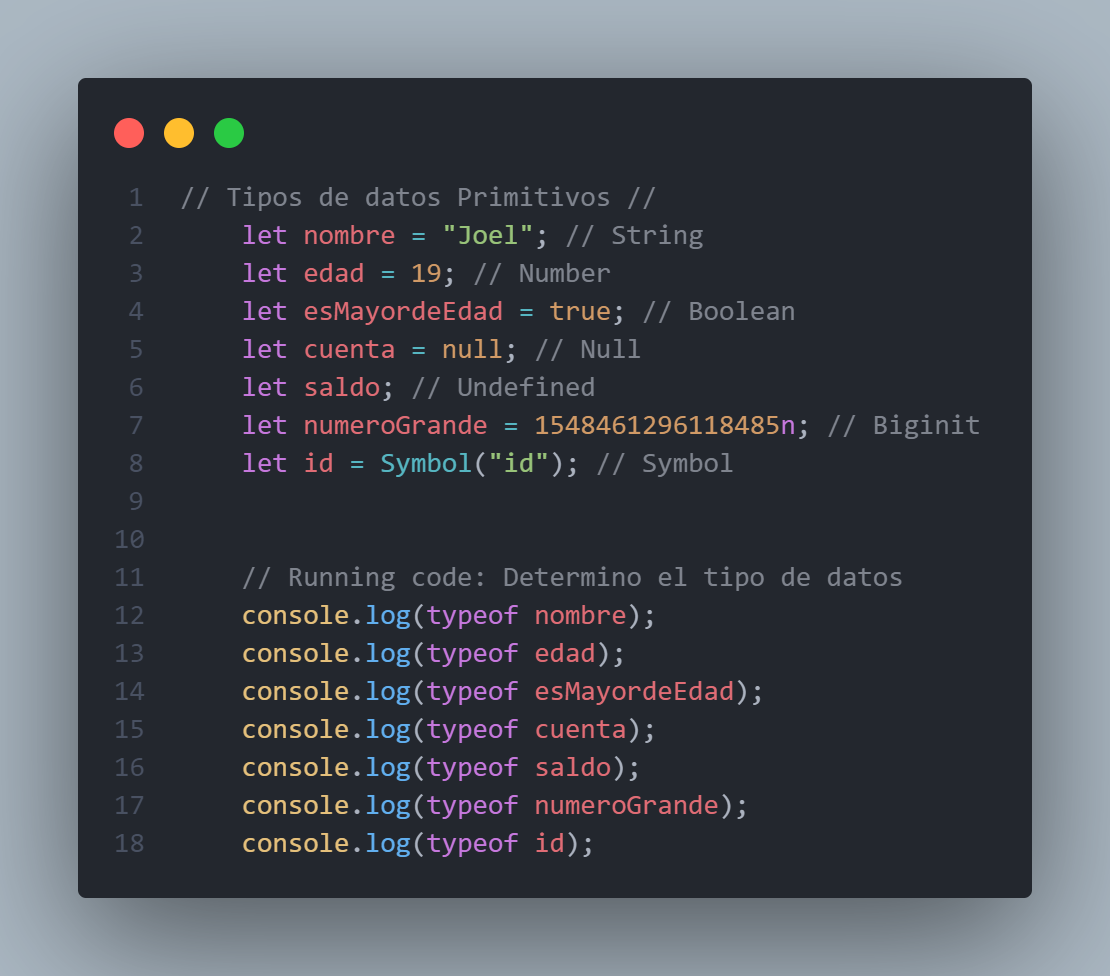 1 // Tipos de datos Primitivos //
2 let nombre = "Joel"; // String
3 let edad = 19; // Number
4 let esMayordeEdad = true; // Boolean
5 let cuenta = null; // Null
6 let saldo; // Undefined
7 let numeroGrande = 1548461296118485n; // Biginit
8 let id = Symbol("id"); // Symbol
9
10
11 // Running code: Determino el tipo de datos
12 console.log(typeof nombre);
13 console.log(typeof edad);
14 console.log(typeof esMayordeEdad);
15 console.log(typeof cuenta);
16 console.log(typeof saldo);
17 console.log(typeof numeroGrande);
18 console.log(typeof id);